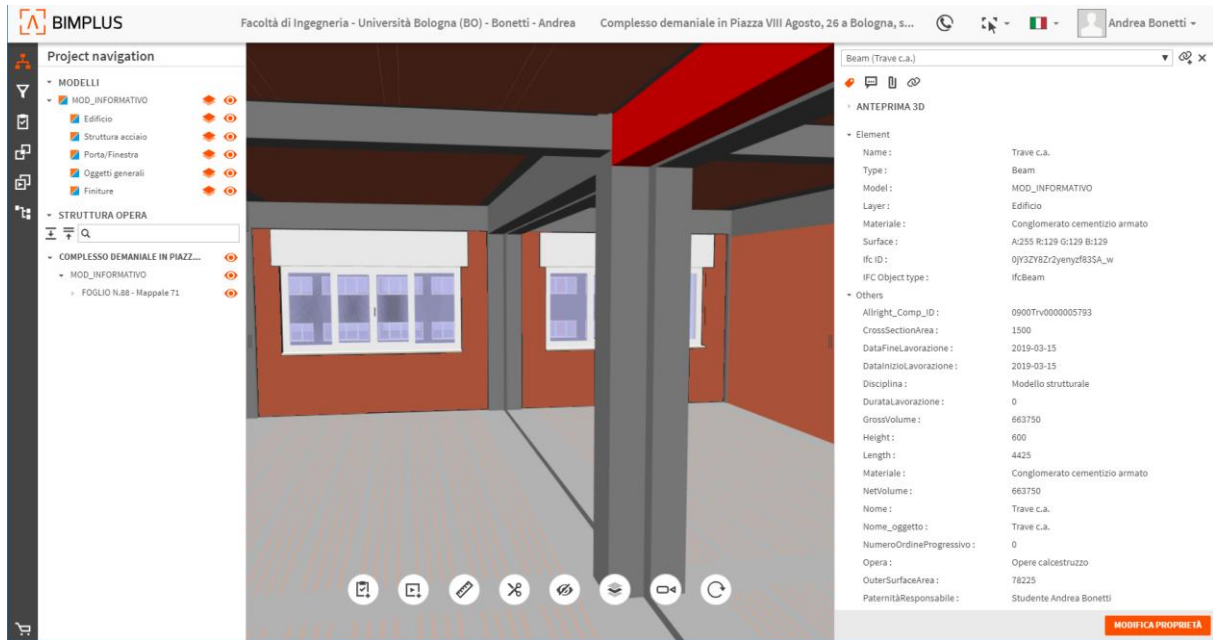 BIMPLUS
Facoltà di Ingegneria - Università Bologna (BO) - Bonetti - Andrea
Complesso demaniale in Piazza VIII Agosto, 26 a Bologna, s...
Andrea Bonetti
Project navigation
MODELLI
MOD_INFORMATIVO
Edificio
Struttura acciaio
Porta/Finestra
Oggetti generali
Finiture
STRUTTURA OPERA
COMPLESSO DEMANIALE IN PIAZZ...
MOD_INFORMATIVO
FOGLIO N.88 - Mappale 71
Beam (Trave c.a.)
ANTEPRIMA 3D
Element
Name : Trave c.a.
Type : Beam
Model : MOD_INFORMATIVO
Layer : Edificio
Materiale : Conglomerato cementizio armato
Surface : A:255 R:129 G:129 B:129
Ifc ID : 0jY3ZY8Zr2yenyzf83SA_w
IFC Object type : IfcBeam
Others
Allright_Comp_ID : 0900Trv0000005793
CrossSectionArea : 1500
DataFineLavorazione : 2019-03-15
DataInizioLavorazione : 2019-03-15
Disciplina : Modello strutturale
DurataLavorazione : 0
GrossVolume : 663750
Height : 600
Length : 4425
Materiale : Conglomerato cementizio armato
NetVolume : 663750
Nome : Trave c.a.
Nome_oggetto : Trave c.a.
NumeroOrdineProgressivo : 0
Opera : Opere calcestruzzo
OuterSurfaceArea : 78225
PaternitàResponsabile : Studente Andrea Bonetti
MODIFICA PROPRIETÀ